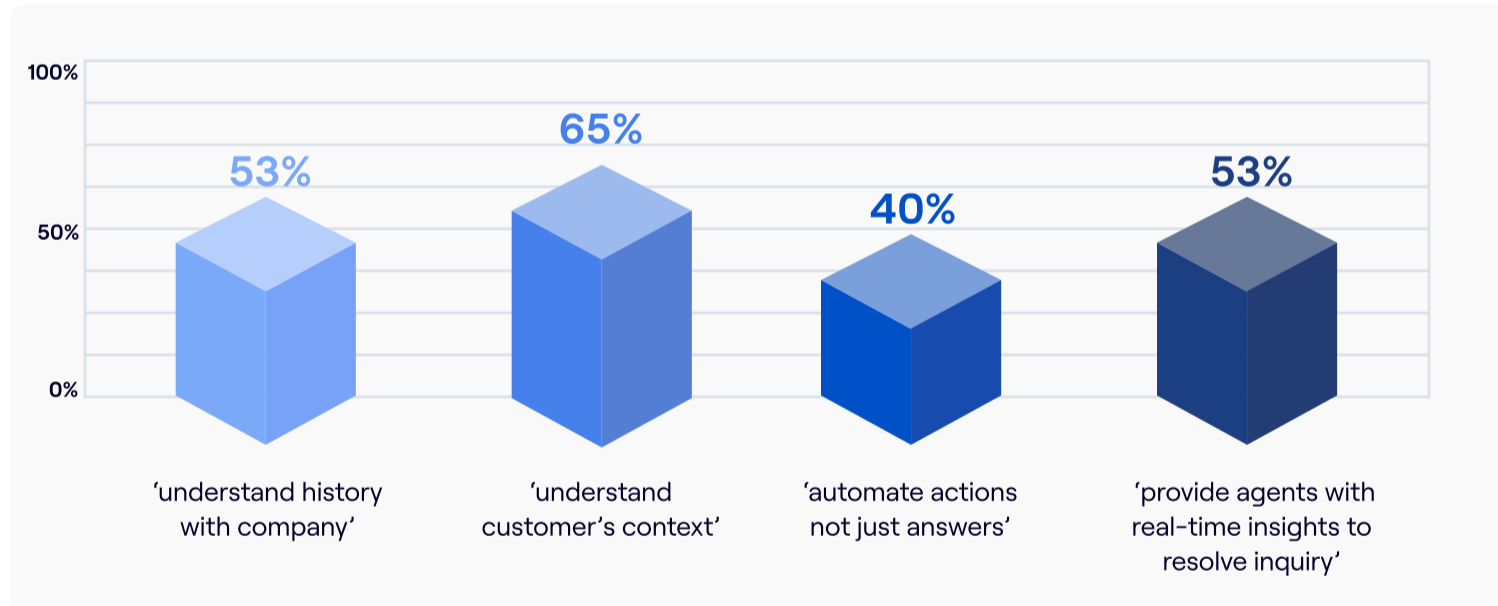 100%
50%
0%
53%
65%
40%
53%
‘understand history
with company’
‘understand
customer’s context’
‘automate actions
not just answers’
‘provide agents with
real-time insights to
resolve inquiry’